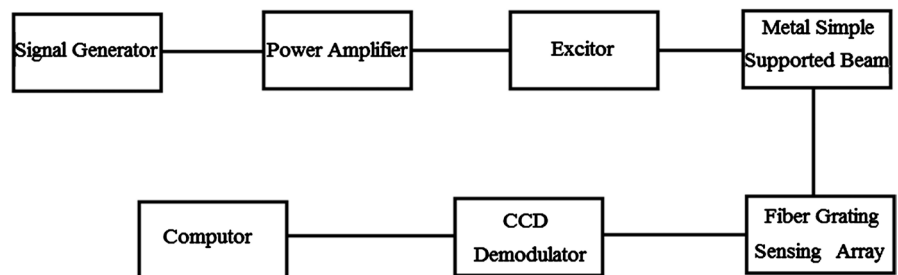 Signal Generator
Power Amplifier
Excitor
Metal Simple
Supported Beam
Computor
CCD
Demodulator
Fiber Grating
Sensing Array